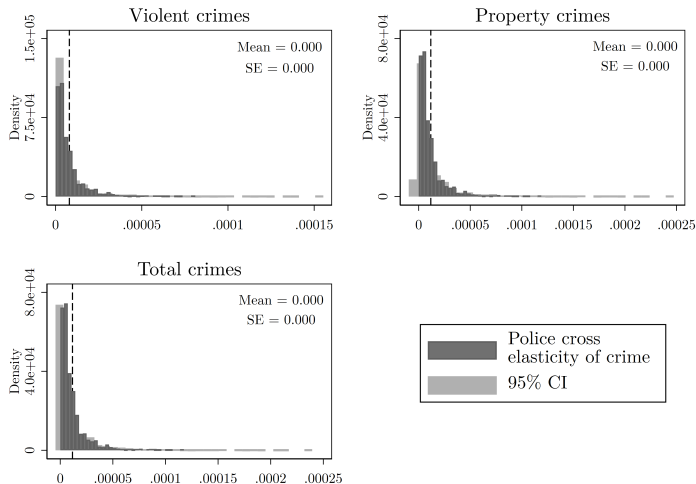 Violent crimes
Mean = 0.000
SE = 0.000
Density
1.5e+05
7.5e+04
0
0 .00005 .0001 .00015
Property crimes
Mean = 0.000
SE = 0.000
Density
8.0e+04
4.0e+04
0
0 .00005 .0001 .00015 .0002 .00025
Total crimes
Mean = 0.000
SE = 0.000
Density
8.0e+04
4.0e+04
0
0 .00005 .0001 .00015 .0002 .00025
Police cross
elasticity of crime
95% CI